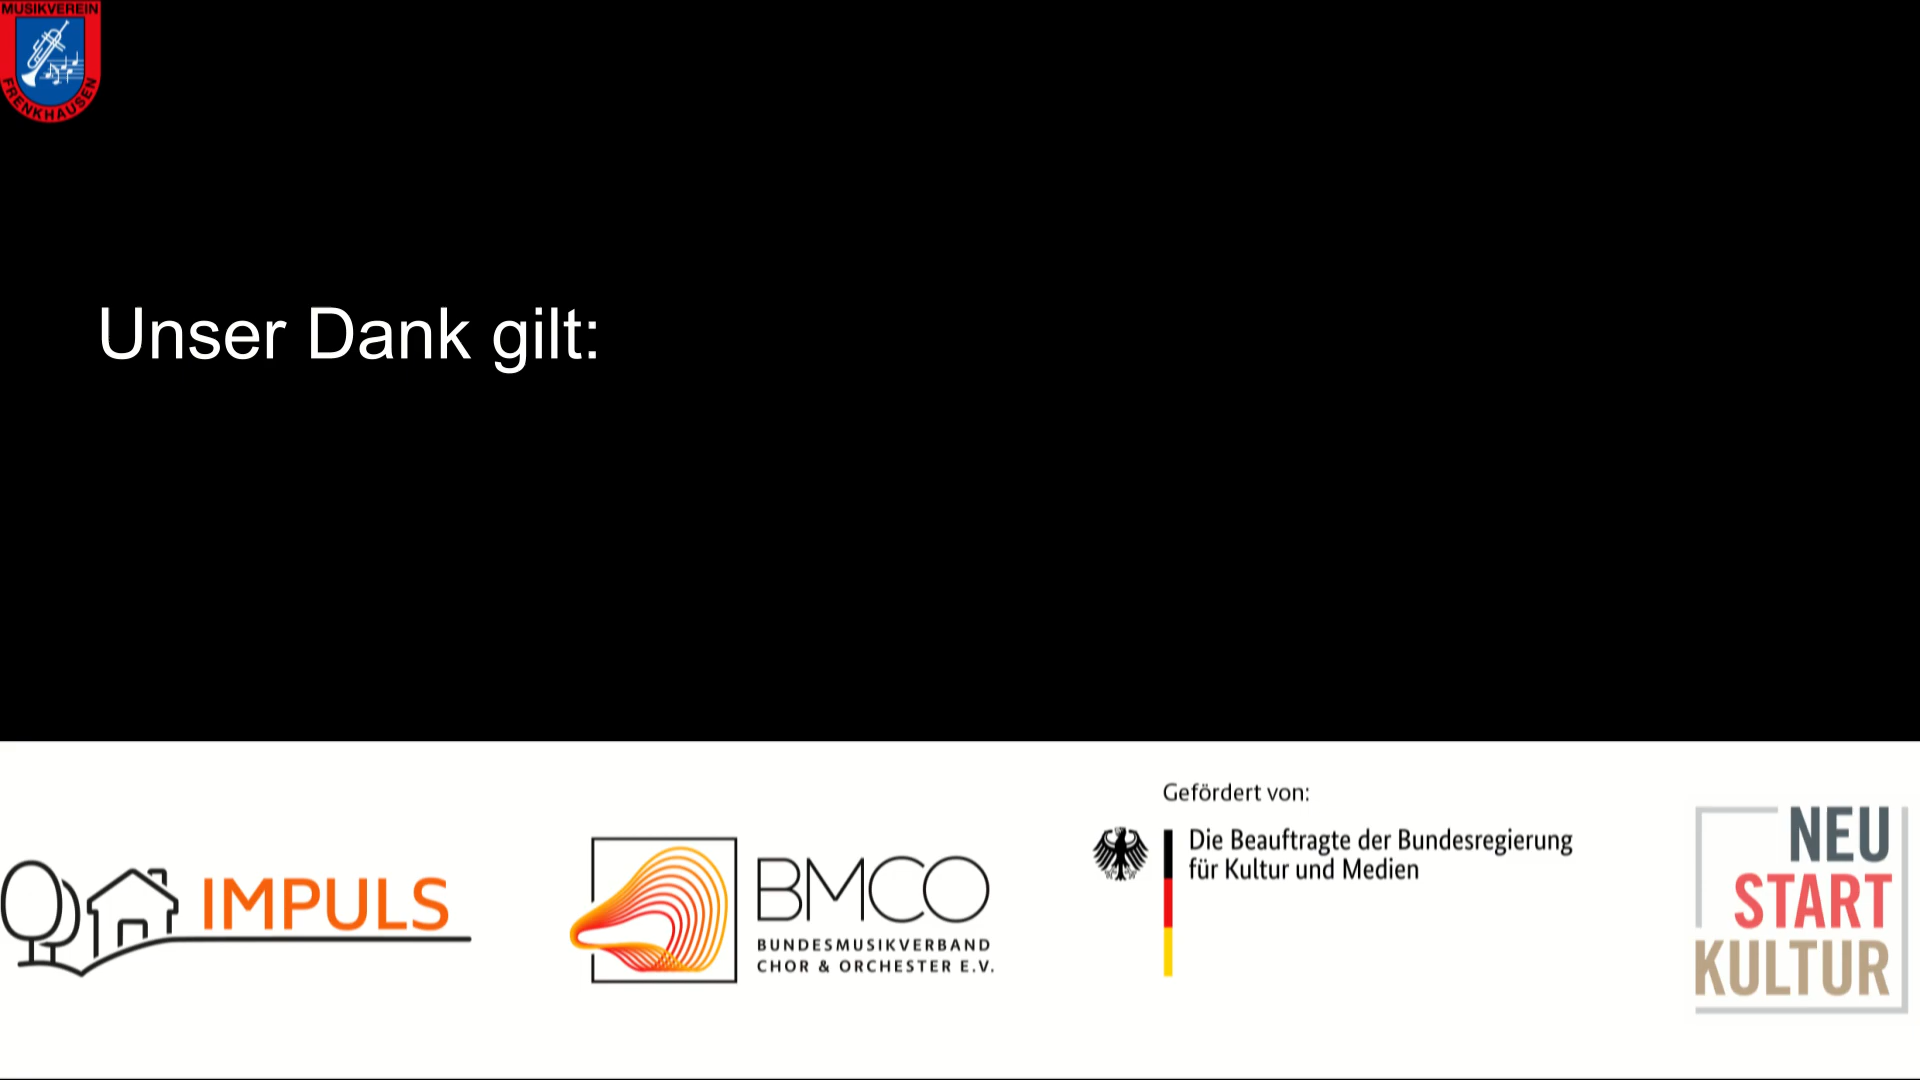 MUSIKVEREIN
FRENKHAUSEN
Unser Dank gilt:
IMPULS
BMCO
BUNDESMUSIKVERBAND
CHOR & ORCHESTER E.V.
Gefördert von:
Die Beauftragte der Bundesregierung
für Kultur und Medien
NEU
START
KULTUR